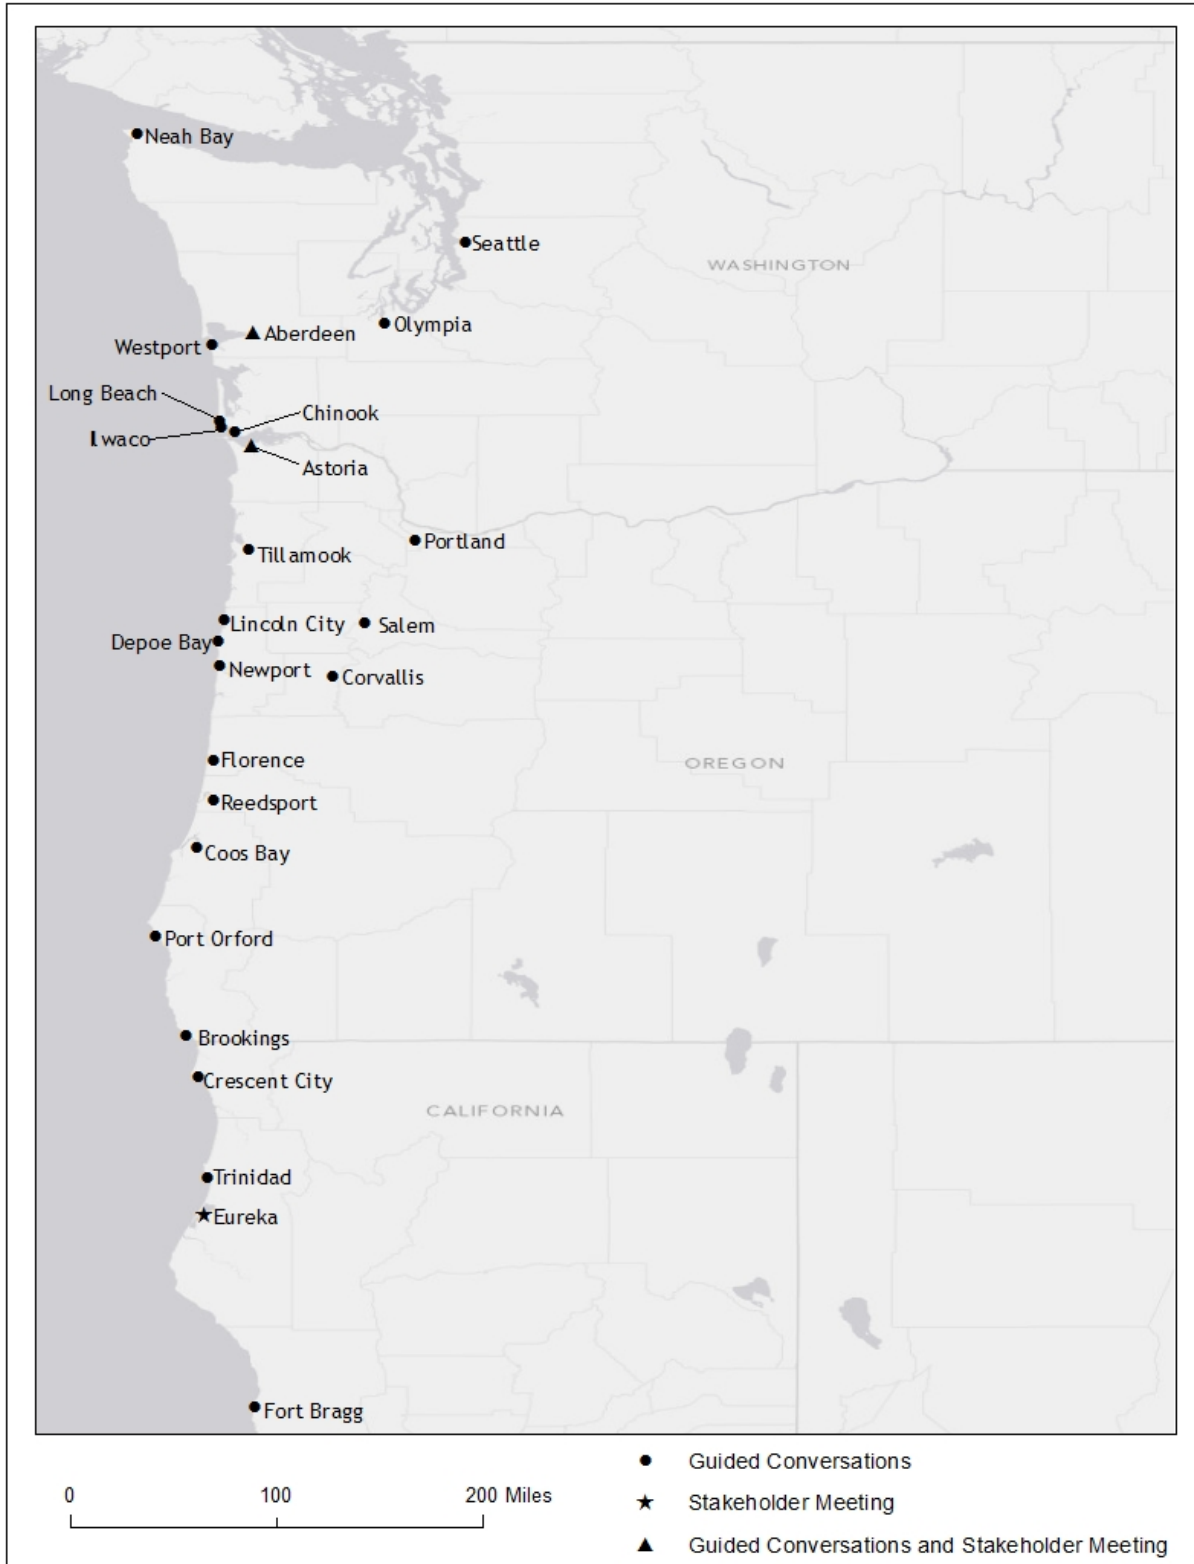 Neah Bay
Seattle
WASHINGTON
Olympia
Aberdeen
Westport
Long Beach
Chinook
Ilwaco
Astoria
Portland
Tillamook
Lincoln City
Salem
Depoe Bay
Newport
Corvallis
Florence
OREGON
Reedsport
Coos Bay
Port Orford
Brookings
Crescent City
CALIFORNIA
Trinidad
Eureka
Fort Bragg
0 100 200 Miles
Guided Conversations
Stakeholder Meeting
Guided Conversations and Stakeholder Meeting